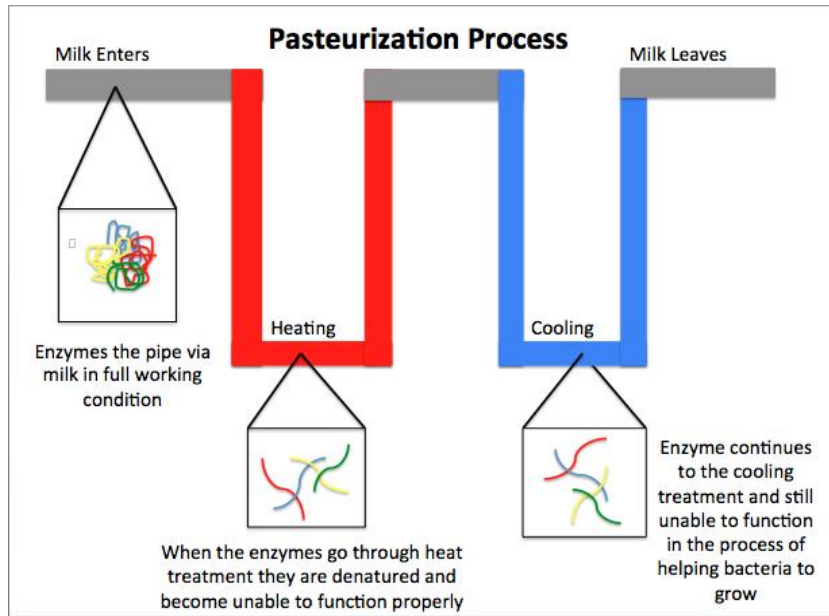 Pasteurization Process
Milk Enters
Milk Leaves
Heating
Cooling
Enzymes the pipe via
milk in full working
condition
When the enzymes go through heat
treatment they are denatured and
become unable to function properly
Enzyme continues
to the cooling
treatment and still
unable to function
in the process of
helping bacteria to
grow